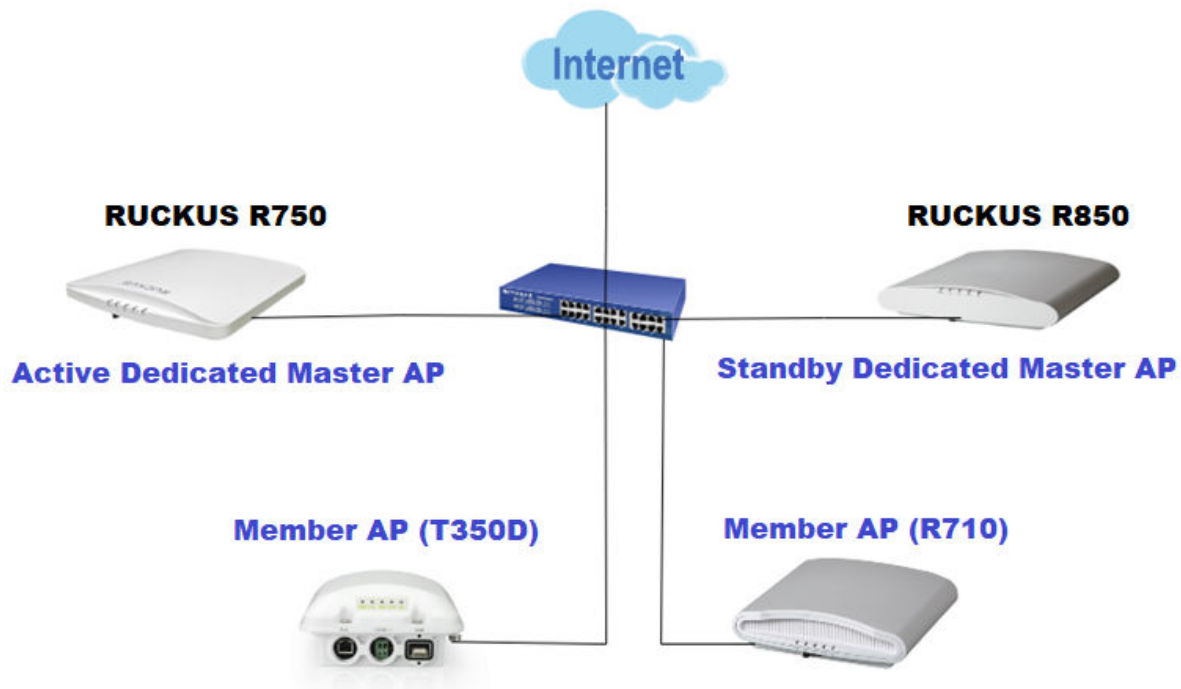 Internet
RUCKUS R750
RUCKUS R850
Active Dedicated Master AP
Standby Dedicated Master AP
Member AP (T350D)
Member AP (R710)